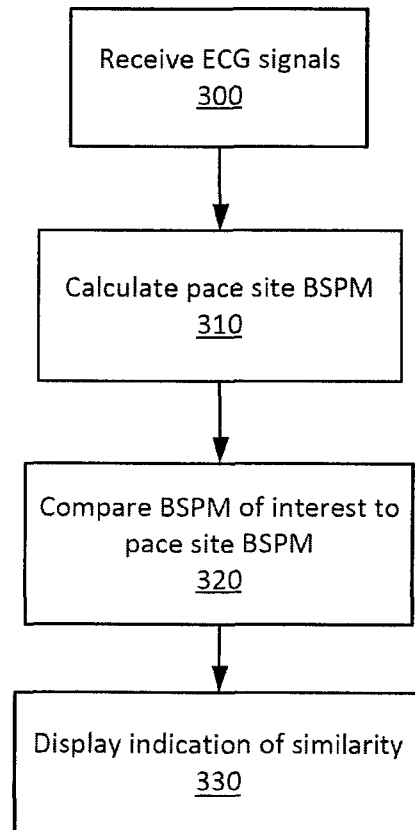 Receive ECG signals
300
Calculate pace site BSPM
310
Compare BSPM of interest to
pace site BSPM
320
Display indication of similarity
330